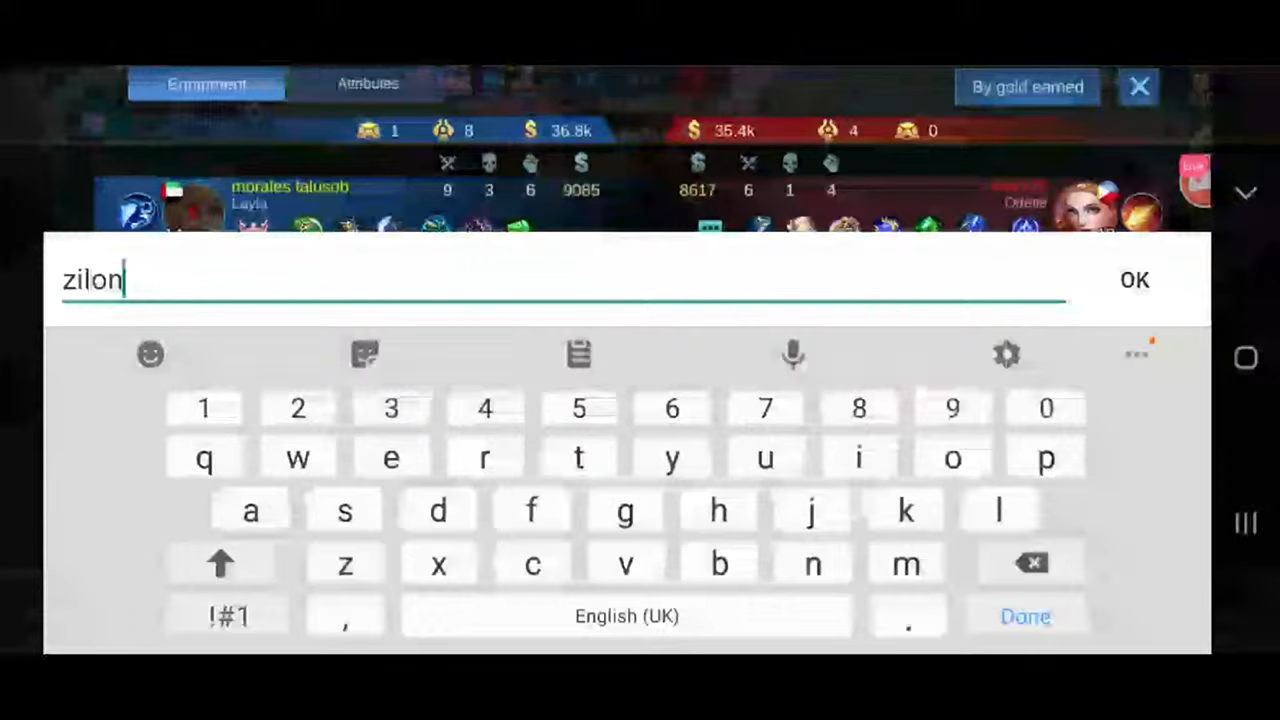 Equipment Attributes By gold earned
1 8 36.8k 35.4k 4 0
morales talusob 9 3 6 9085 8617 6 1 4
Layla Odette
Live
zilon OK
1 2 3 4 5 6 7 8 9 0
q w e r t y u i o p
a s d f g h j k l
z x c v b n m
!#1 , English (UK) . Done